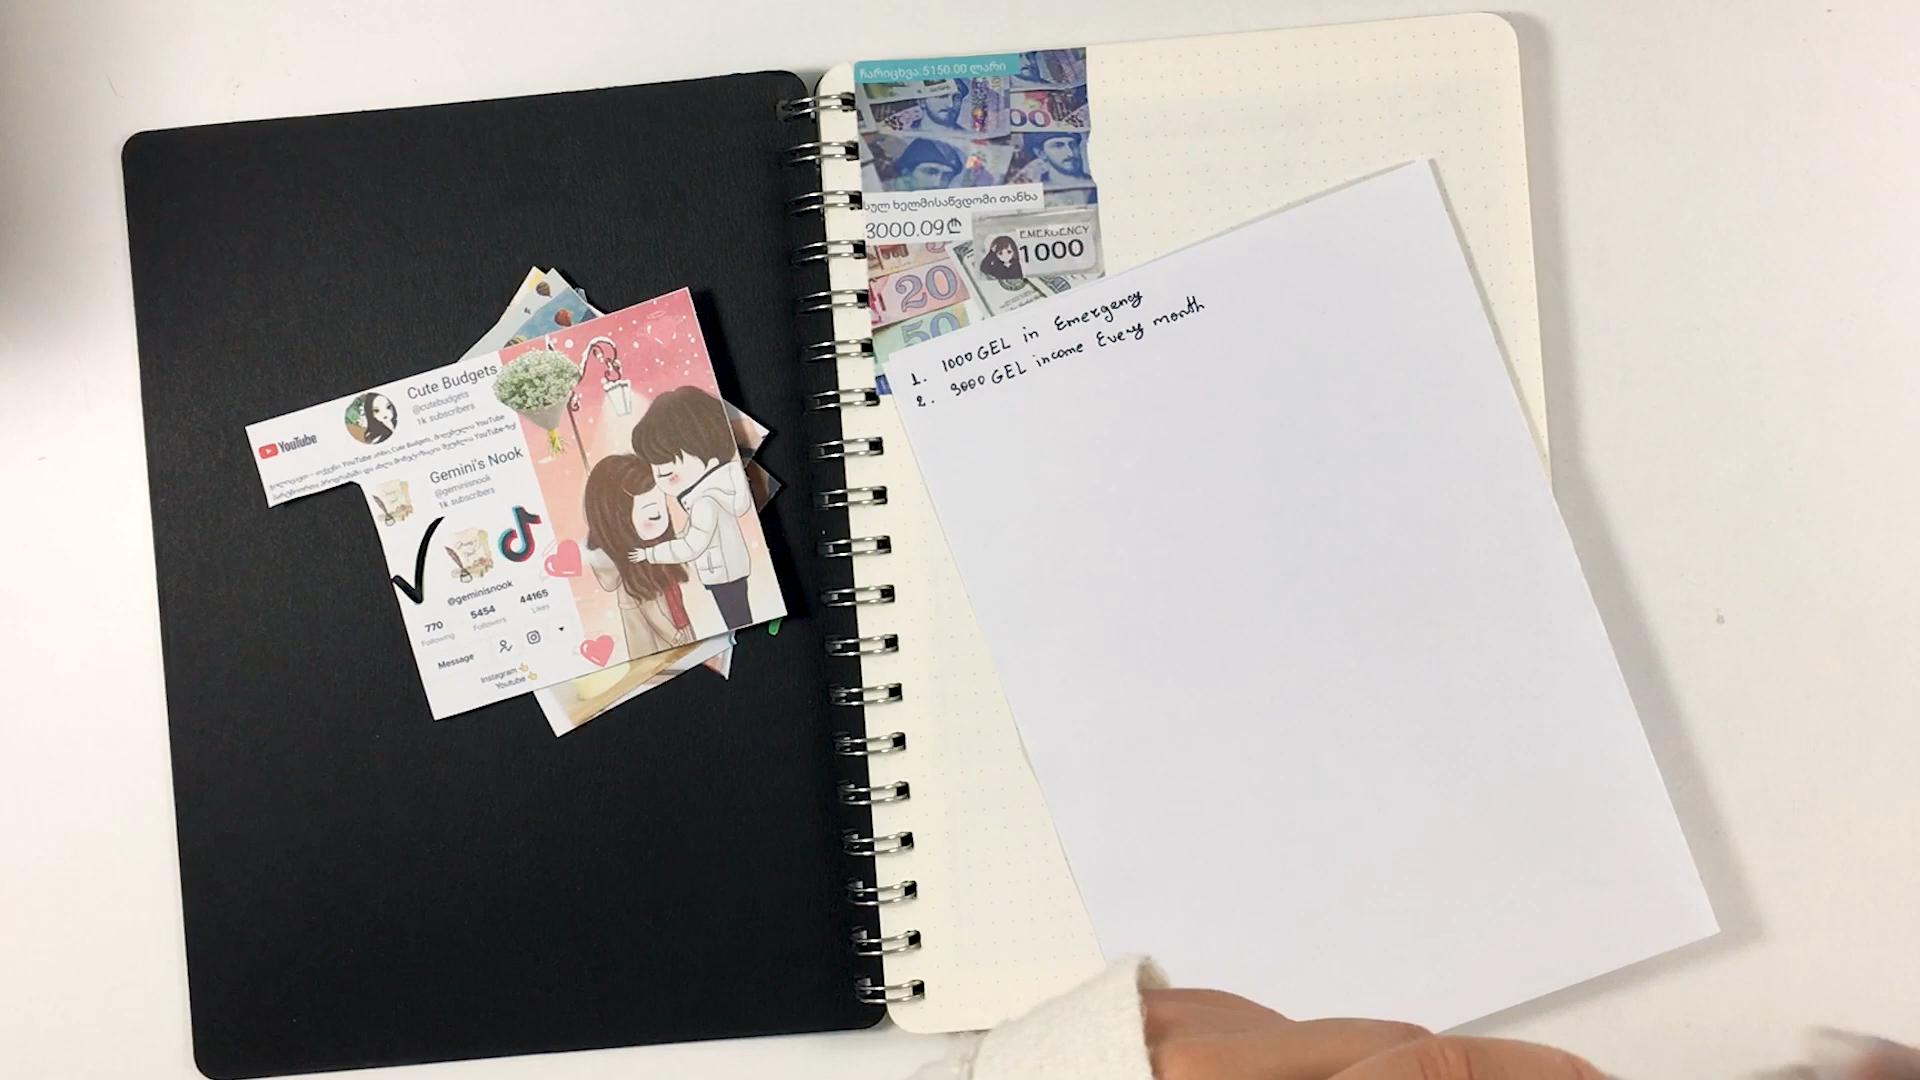 YouTube
Cute Budgets
@cutebudgets
1k subscribers
Gemini's Nook
@geminisnook
1k subscribers
@geminisnook
770
5454
44165
Following
Followers
Likes
Message
Instagram
Youtube
ჩარიცხვა:5150.00 ლარი
სულ ხელმისაწვდომი თანხა
3000.09₾
EMERGENCY
1000
20
50
1. 1000 GEL in Emergency
2. 3000 GEL income Every month